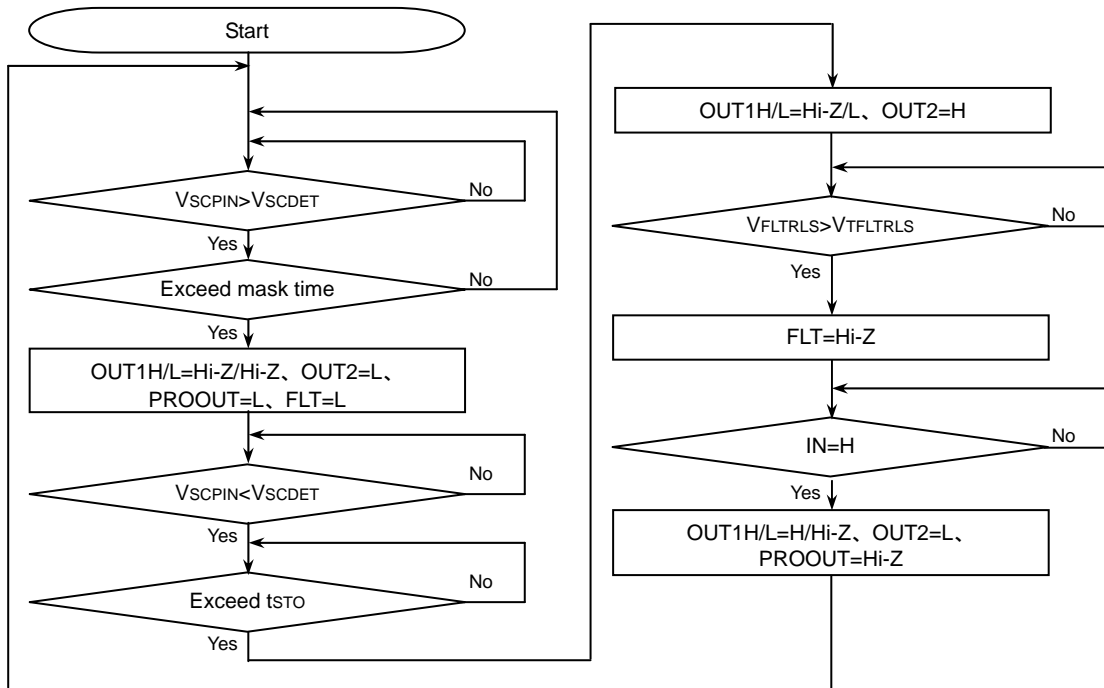 Start
VSCPIN>VSCDET
No
Yes
Exceed mask time
No
Yes
OUT1H/L=Hi-Z/Hi-Z、OUT2=L、
PROOUT=L、FLT=L
VSCPIN<VSCDET
No
Yes
Exceed tSTO
No
Yes
OUT1H/L=Hi-Z/L、OUT2=H
VFLTRLS>VTFLTRLS
No
Yes
FLT=Hi-Z
IN=H
No
Yes
OUT1H/L=H/Hi-Z、OUT2=L、
PROOUT=Hi-Z